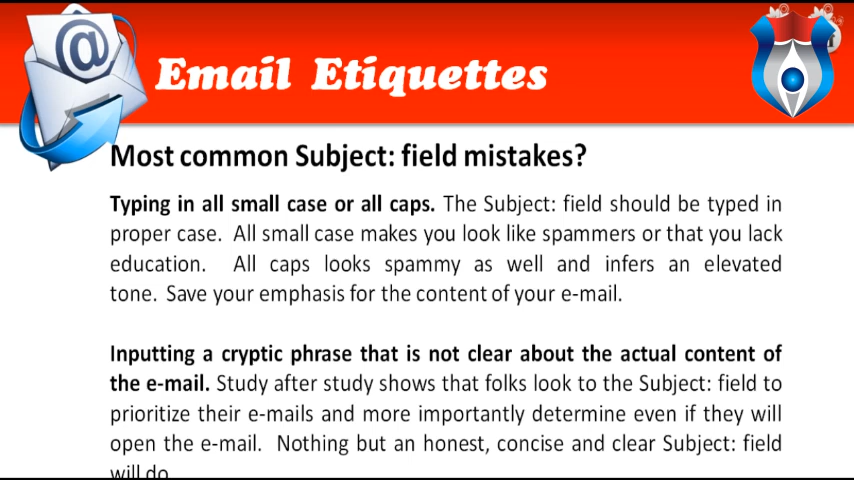 @
Email Etiquettes
Most common Subject: field mistakes?
Typing in all small case or all caps. The Subject: field should be typed in
proper case. All small case makes you look like spammers or that you lack
education. All caps looks spammy as well and infers an elevated
tone. Save your emphasis for the content of your e-mail.
Inputting a cryptic phrase that is not clear about the actual content of
the e-mail. Study after study shows that folks look to the Subject: field to
prioritize their e-mails and more importantly determine even if they will
open the e-mail. Nothing but an honest, concise and clear Subject: field
will do